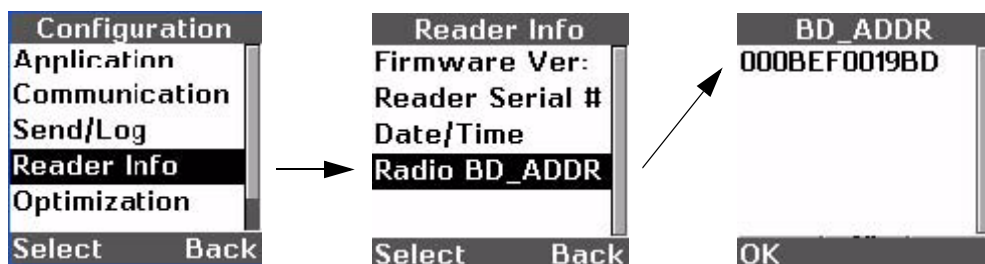 Configuration
Application
Communication
Send/Log
Reader Info
Optimization
Select Back
Reader Info
Firmware Ver:
Reader Serial #
Date/Time
Radio BD_ADDR
Select Back
BD_ADDR
000BEF0019BD
OK